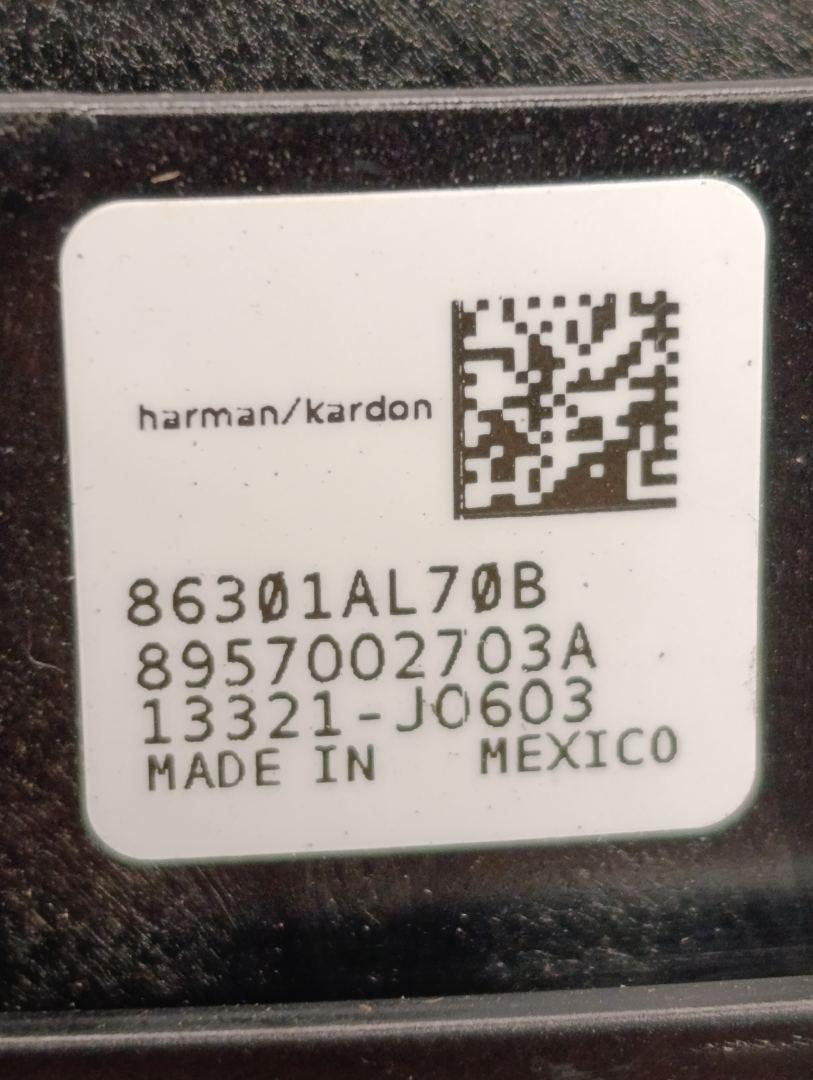 harman/kardon
86301AL70B
8957002703A
13321-J0603
MADE IN MEXICO